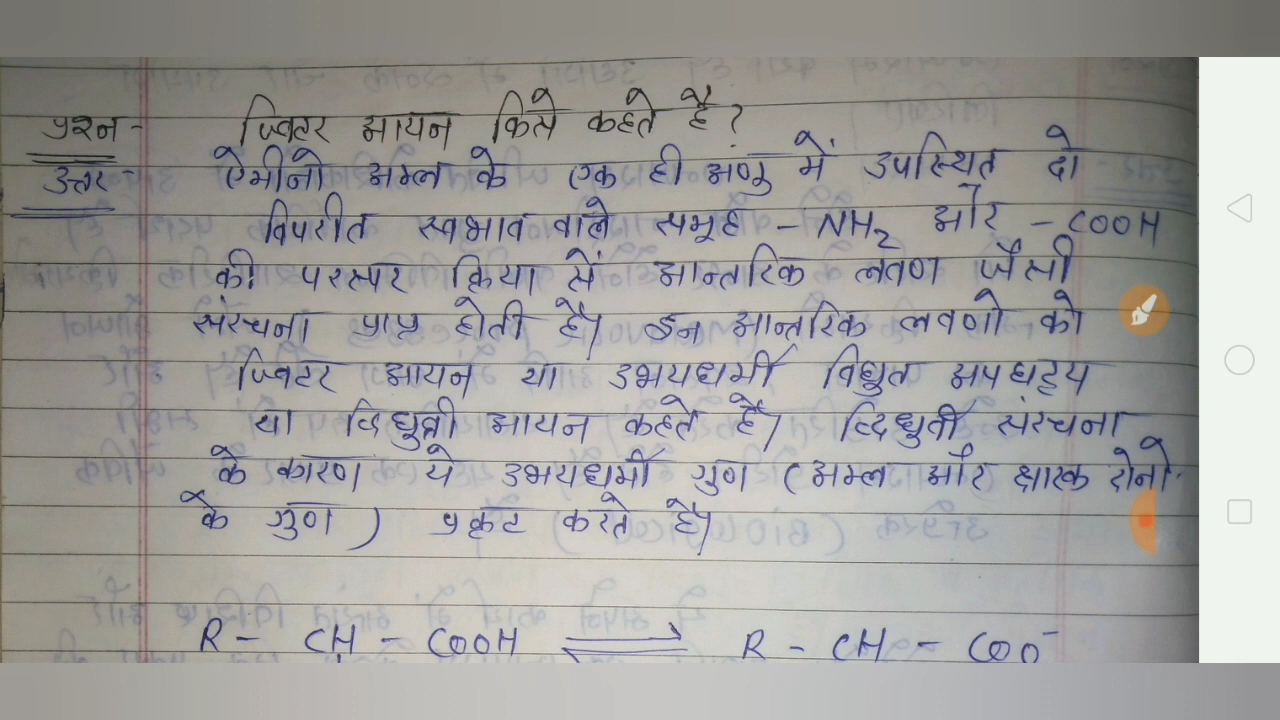 प्रश्न- ज्विटर आयन किसे कहते है?
उत्तर- ऐमीनो अम्ल के एक ही अणु में उपस्थित दो
विपरीत स्वभाव वाले समूह - NH₂ और - COOH
की परस्पर क्रिया सें आन्तरिक लवण जैसी
संरचना प्राप्त होती है। इन आन्तरिक लवणो को
ज्विटर आयन या उभयधर्मी विधुत अपघट्य
या द्विध्रुवी आयन कहते है। द्विध्रुवी संरचना
के कारण ये उभयधर्मी गुण (अम्ल और क्षारक दोनो
के गुण) प्रकट करते है।
R - CH - COOH ⇌ R - CH - COO⁻